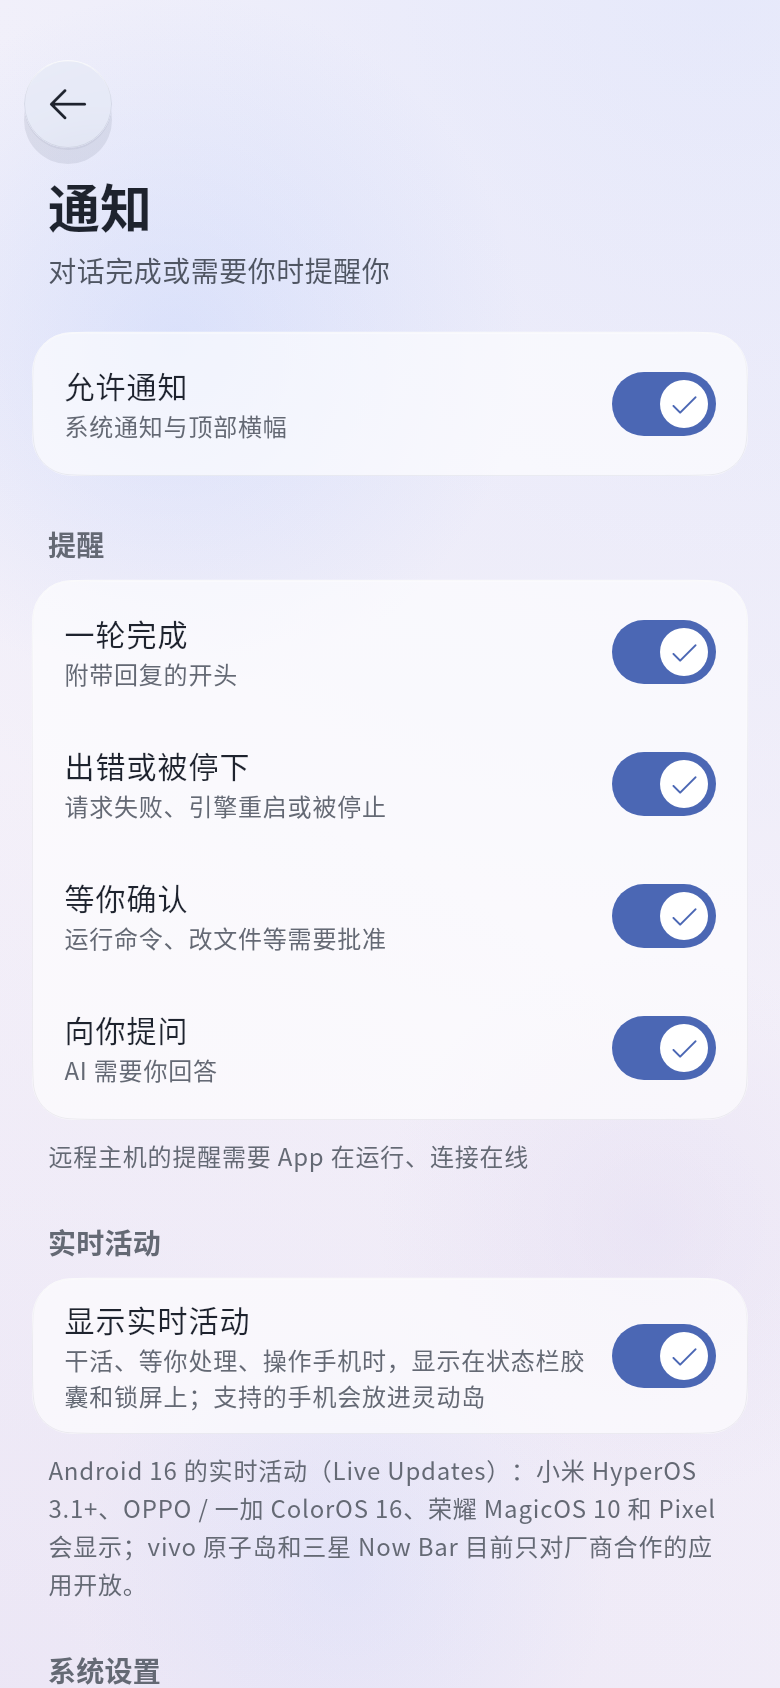 通知
对话完成或需要你时提醒你
允许通知
系统通知与顶部横幅
提醒
一轮完成
附带回复的开头
出错或被停下
请求失败、引擎重启或被停止
等你确认
运行命令、改文件等需要批准
向你提问
AI 需要你回答
远程主机的提醒需要 App 在运行、连接在线
实时活动
显示实时活动
干活、等你处理、操作手机时，显示在状态栏胶
囊和锁屏上；支持的手机会放进灵动岛
Android 16 的实时活动（Live Updates）：小米 HyperOS
3.1+、OPPO / 一加 ColorOS 16、荣耀 MagicOS 10 和 Pixel
会显示；vivo 原子岛和三星 Now Bar 目前只对厂商合作的应
用开放。
系统设置